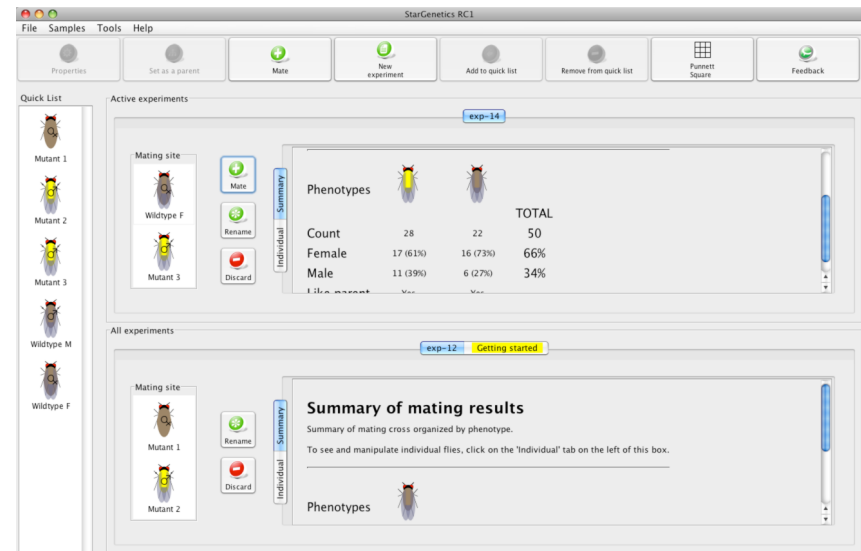 StarGenetics RC1
File Samples Tools Help
Properties
Set as a parent
Mate
New
experiment
Add to quick list
Remove from quick list
Punnett
Square
Feedback
Quick List
Mutant 1
Mutant 2
Mutant 3
Wildtype M
Wildtype F
Active experiments
exp-14
Mating site
Wildtype F
Mutant 3
Mate
Rename
Discard
Summary
Individual
Phenotypes
TOTAL
Count 28 22 50
Female 17 (61%) 16 (73%) 66%
Male 11 (39%) 6 (27%) 34%
Like parent Yes Yes
All experiments
exp-12 Getting started
Mating site
Mutant 1
Mutant 2
Rename
Discard
Summary
Individual
Summary of mating results
Summary of mating cross organized by phenotype.
To see and manipulate individual flies, click on the 'Individual' tab on the left of this box.
Phenotypes